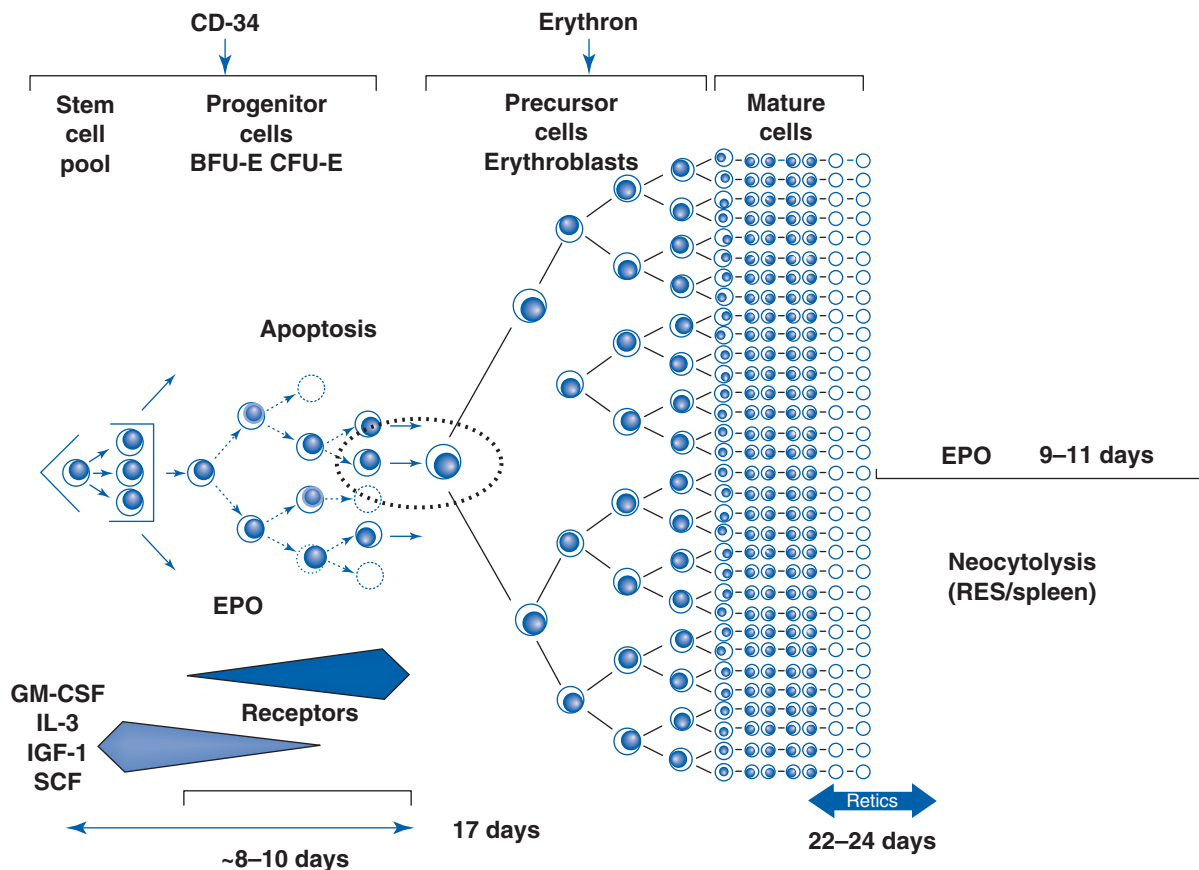 CD-34
Erythron
Stem
cell
pool
Progenitor
cells
BFU-E CFU-E
Precursor
cells
Erythroblasts
Mature
cells
Apoptosis
EPO
EPO 9–11 days
Neocytolysis
(RES/spleen)
GM-CSF
IL-3
IGF-1
SCF
Receptors
Retics
17 days
22–24 days
~8–10 days